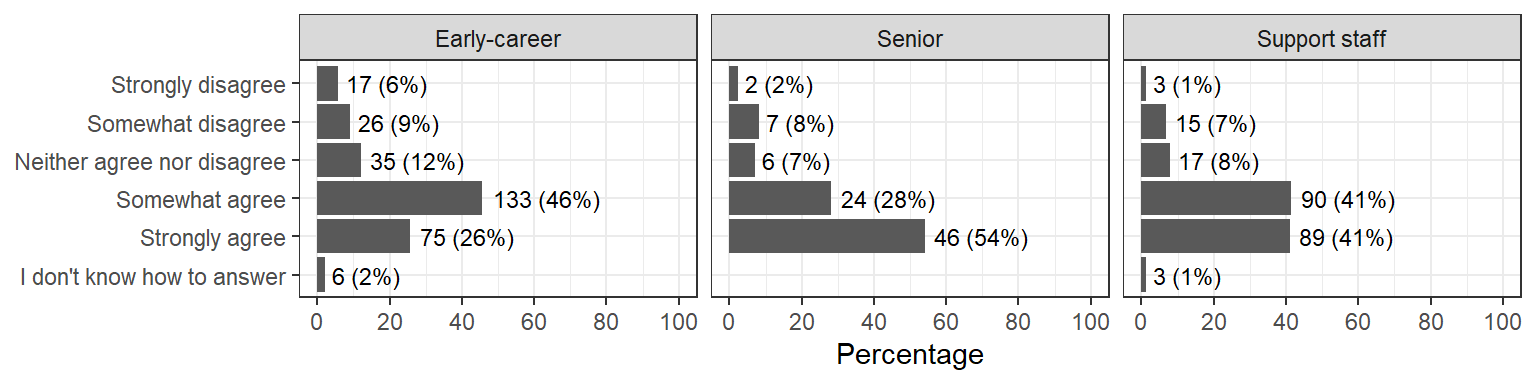 Early-career Senior Support staff
Strongly disagree 17 (6%) 2 (2%) 3 (1%)
Somewhat disagree 26 (9%) 7 (8%) 15 (7%)
Neither agree nor disagree 35 (12%) 6 (7%) 17 (8%)
Somewhat agree 133 (46%) 24 (28%) 90 (41%)
Strongly agree 75 (26%) 46 (54%) 89 (41%)
I don't know how to answer 6 (2%) 3 (1%)
0 20 40 60 80 100 0 20 40 60 80 100 0 20 40 60 80 100
Percentage